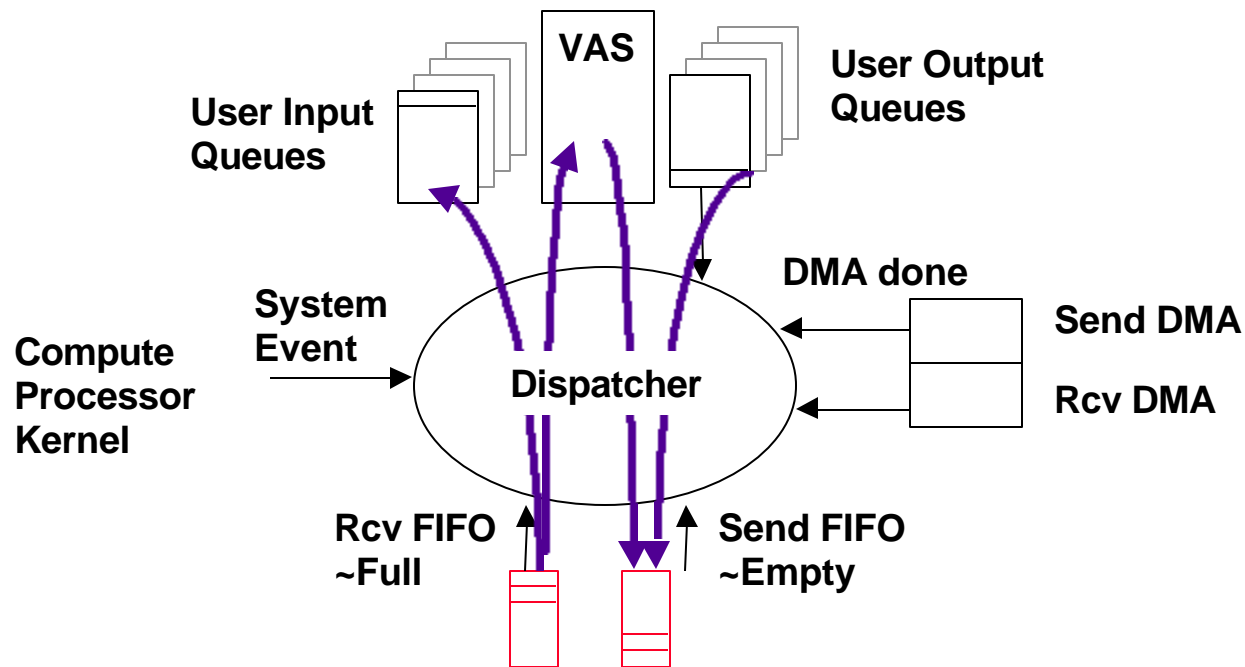 VAS
User Output
Queues
User Input
Queues
DMA done
System
Event
Send DMA
Compute
Processor
Kernel
Dispatcher
Rcv DMA
Rcv FIFO
~Full
Send FIFO
~Empty